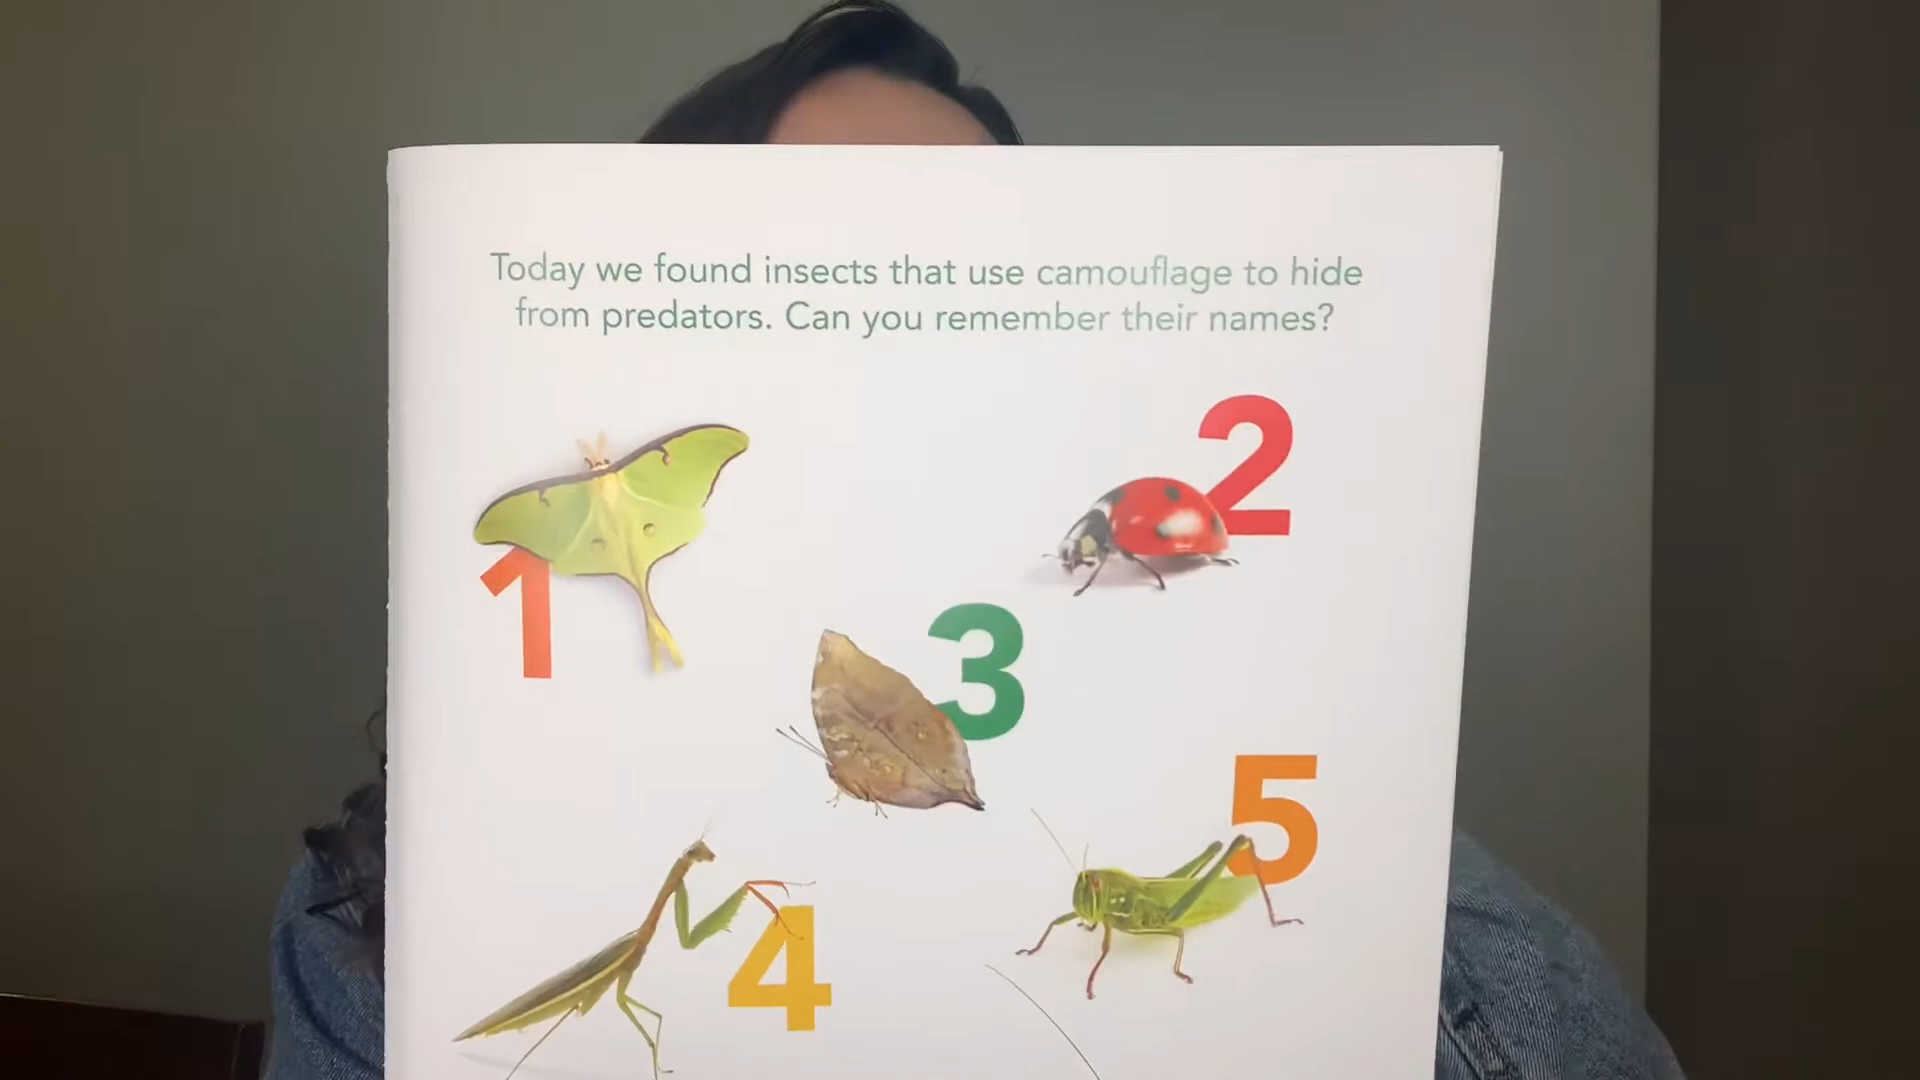 Today we found insects that use camouflage to hide
from predators. Can you remember their names?
1
2
3
4
5